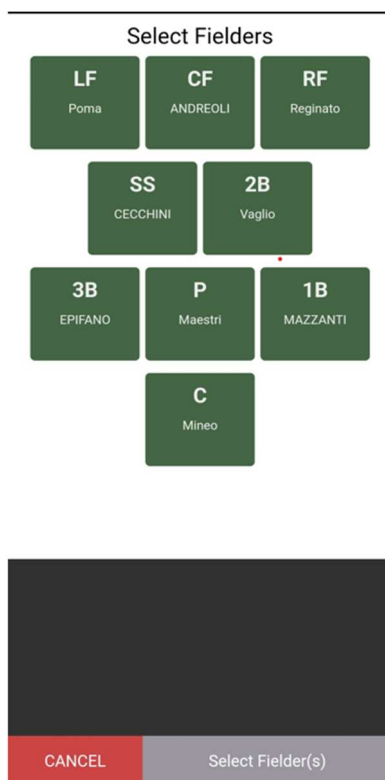 Select Fielders
LF CF RF
Poma ANDREOLI Reginato
SS 2B
CECCHINI Vaglio
3B P 1B
EPIFANO Maestri MAZZANTI
C
Mineo
CANCEL Select Fielder(s)